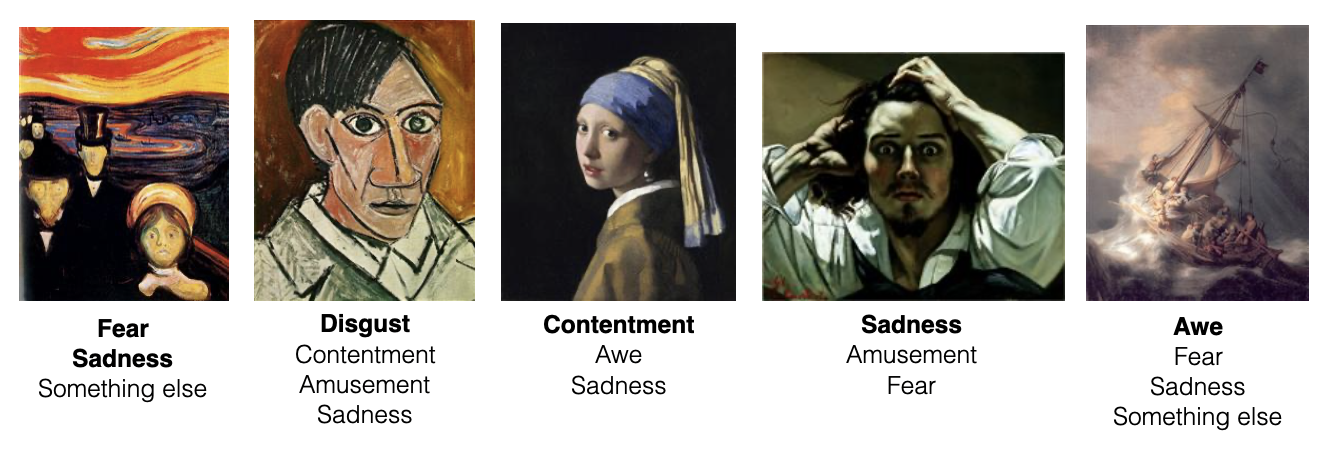 Fear
Sadness
Something else
Disgust
Contentment
Amusement
Sadness
Contentment
Awe
Sadness
Sadness
Amusement
Fear
Awe
Fear
Sadness
Something else